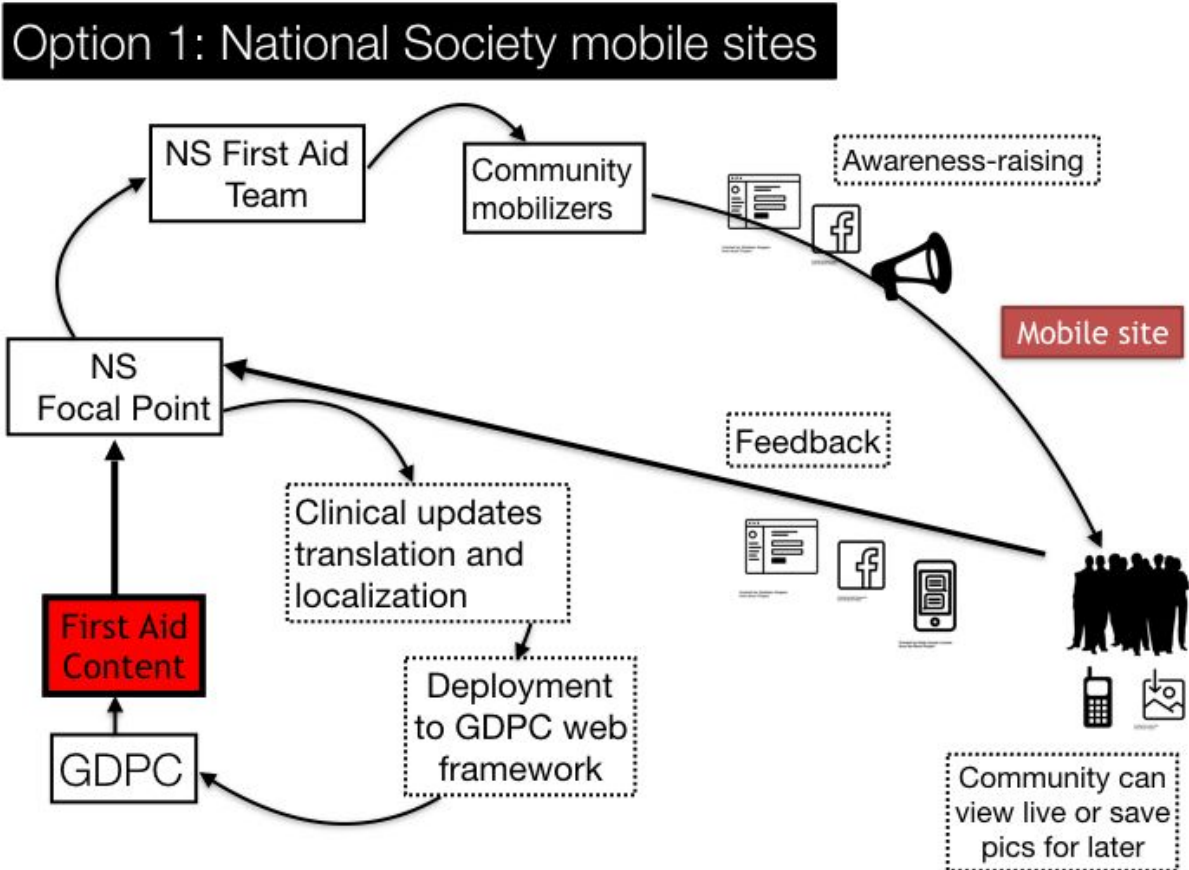 Option 1: National Society mobile sites
NS First Aid
Team
Community
mobilizers
Awareness-raising
Mobile site
NS
Focal Point
Feedback
Clinical updates
translation and
localization
First Aid
Content
Deployment
to GDPC web
framework
GDPC
Community can
view live or save
pics for later